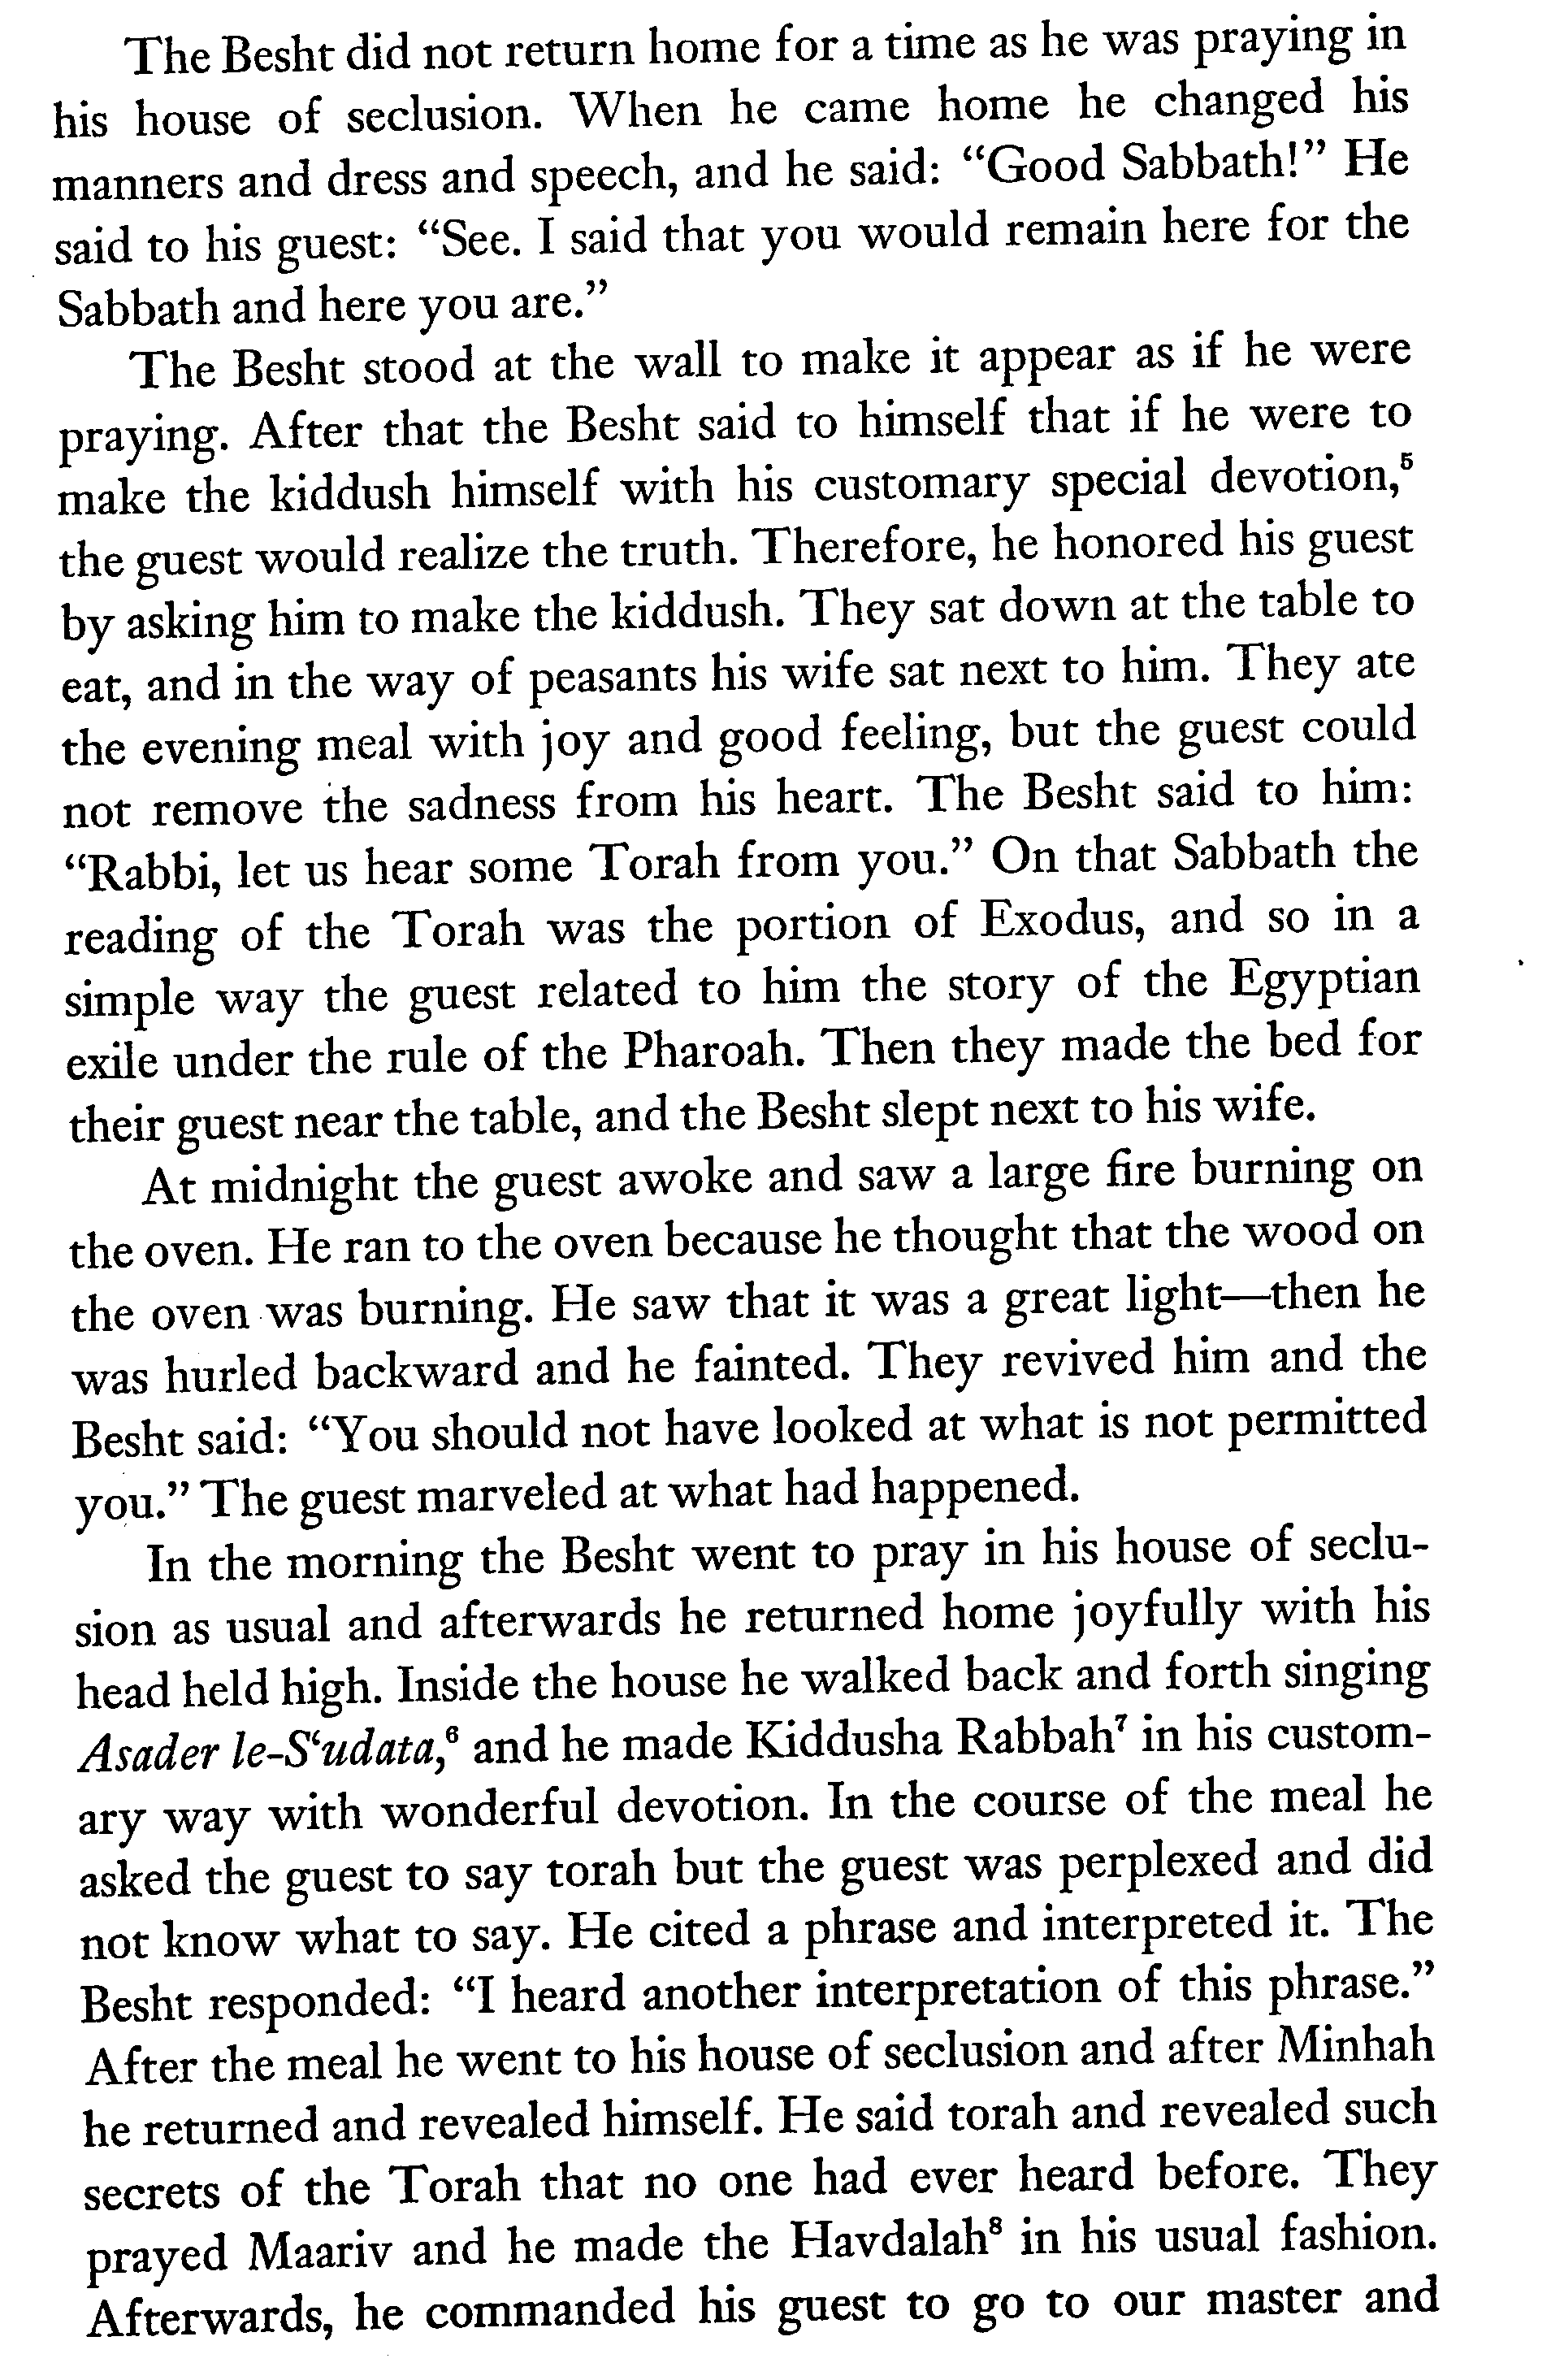 The Besht did not return home for a time as he was praying in
his house of seclusion. When he came home he changed his
manners and dress and speech, and he said: “Good Sabbath!” He
said to his guest: “See. I said that you would remain here for the
Sabbath and here you are.”
The Besht stood at the wall to make it appear as if he were
praying. After that the Besht said to himself that if he were to
make the kiddush himself with his customary special devotion,⁵
the guest would realize the truth. Therefore, he honored his guest
by asking him to make the kiddush. They sat down at the table to
eat, and in the way of peasants his wife sat next to him. They ate
the evening meal with joy and good feeling, but the guest could
not remove the sadness from his heart. The Besht said to him:
“Rabbi, let us hear some Torah from you.” On that Sabbath the
reading of the Torah was the portion of Exodus, and so in a
simple way the guest related to him the story of the Egyptian
exile under the rule of the Pharoah. Then they made the bed for
their guest near the table, and the Besht slept next to his wife.
At midnight the guest awoke and saw a large fire burning on
the oven. He ran to the oven because he thought that the wood on
the oven was burning. He saw that it was a great light—then he
was hurled backward and he fainted. They revived him and the
Besht said: “You should not have looked at what is not permitted
you.” The guest marveled at what had happened.
In the morning the Besht went to pray in his house of seclu-
sion as usual and afterwards he returned home joyfully with his
head held high. Inside the house he walked back and forth singing
Asader le-S‘udata,⁶ and he made Kiddusha Rabbah⁷ in his custom-
ary way with wonderful devotion. In the course of the meal he
asked the guest to say torah but the guest was perplexed and did
not know what to say. He cited a phrase and interpreted it. The
Besht responded: “I heard another interpretation of this phrase.”
After the meal he went to his house of seclusion and after Minhah
he returned and revealed himself. He said torah and revealed such
secrets of the Torah that no one had ever heard before. They
prayed Maariv and he made the Havdalah⁸ in his usual fashion.
Afterwards, he commanded his guest to go to our master and